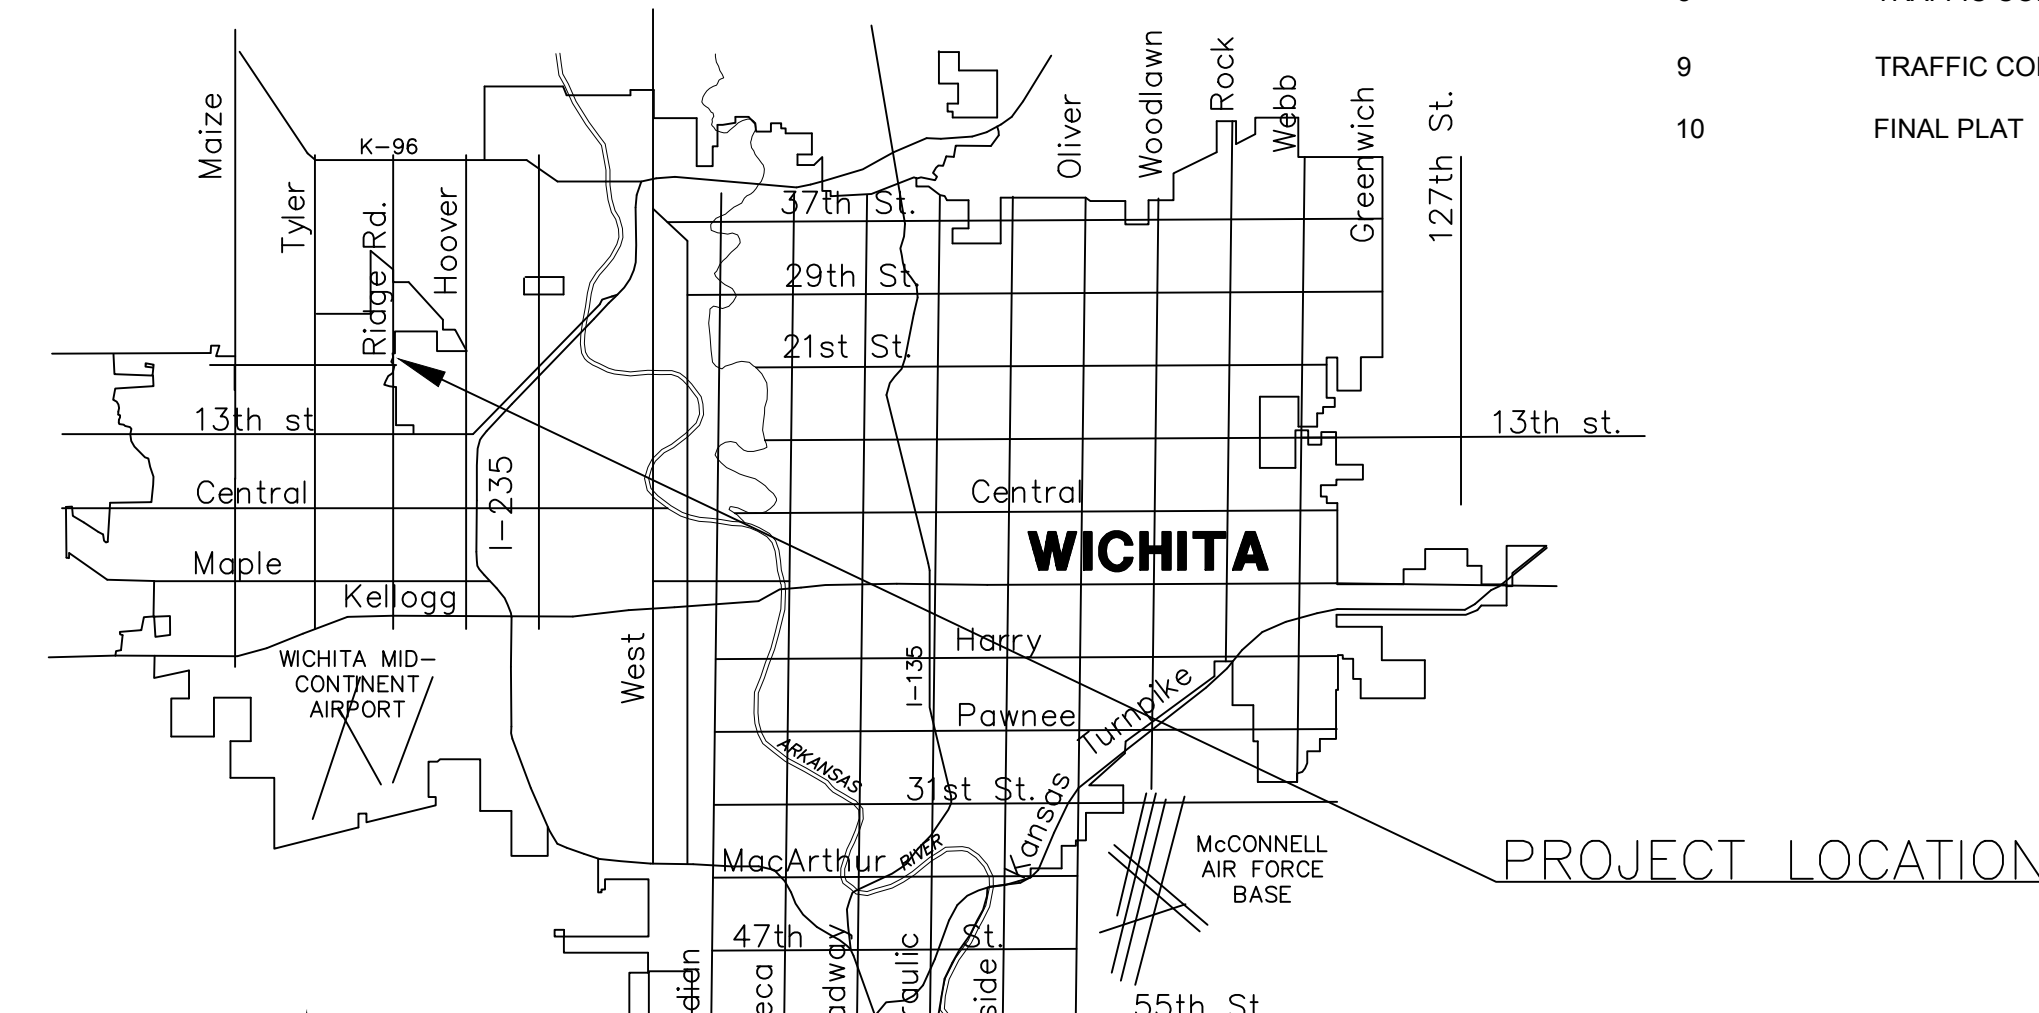 9 TRAFFIC
10 FINAL PLAT
Maize
K-96
Tyler
Ridge Rd.
Hoover
Oliver
Woodlawn
Rock
Webb
Greenwich
127th St.
37th St.
29th St.
21st St.
13th st
13th st.
Central
Central
I-235
WICHITA
Maple
Kellogg
West
Harry
I-135
WICHITA MID-
CONTINENT
AIRPORT
Pawnee
Turnpike
Kansas
ARKANSAS
RIVER
31st St.
MacArthur
McCONNELL
AIR FORCE
BASE
PROJECT LOCATION
47th St.
55th St